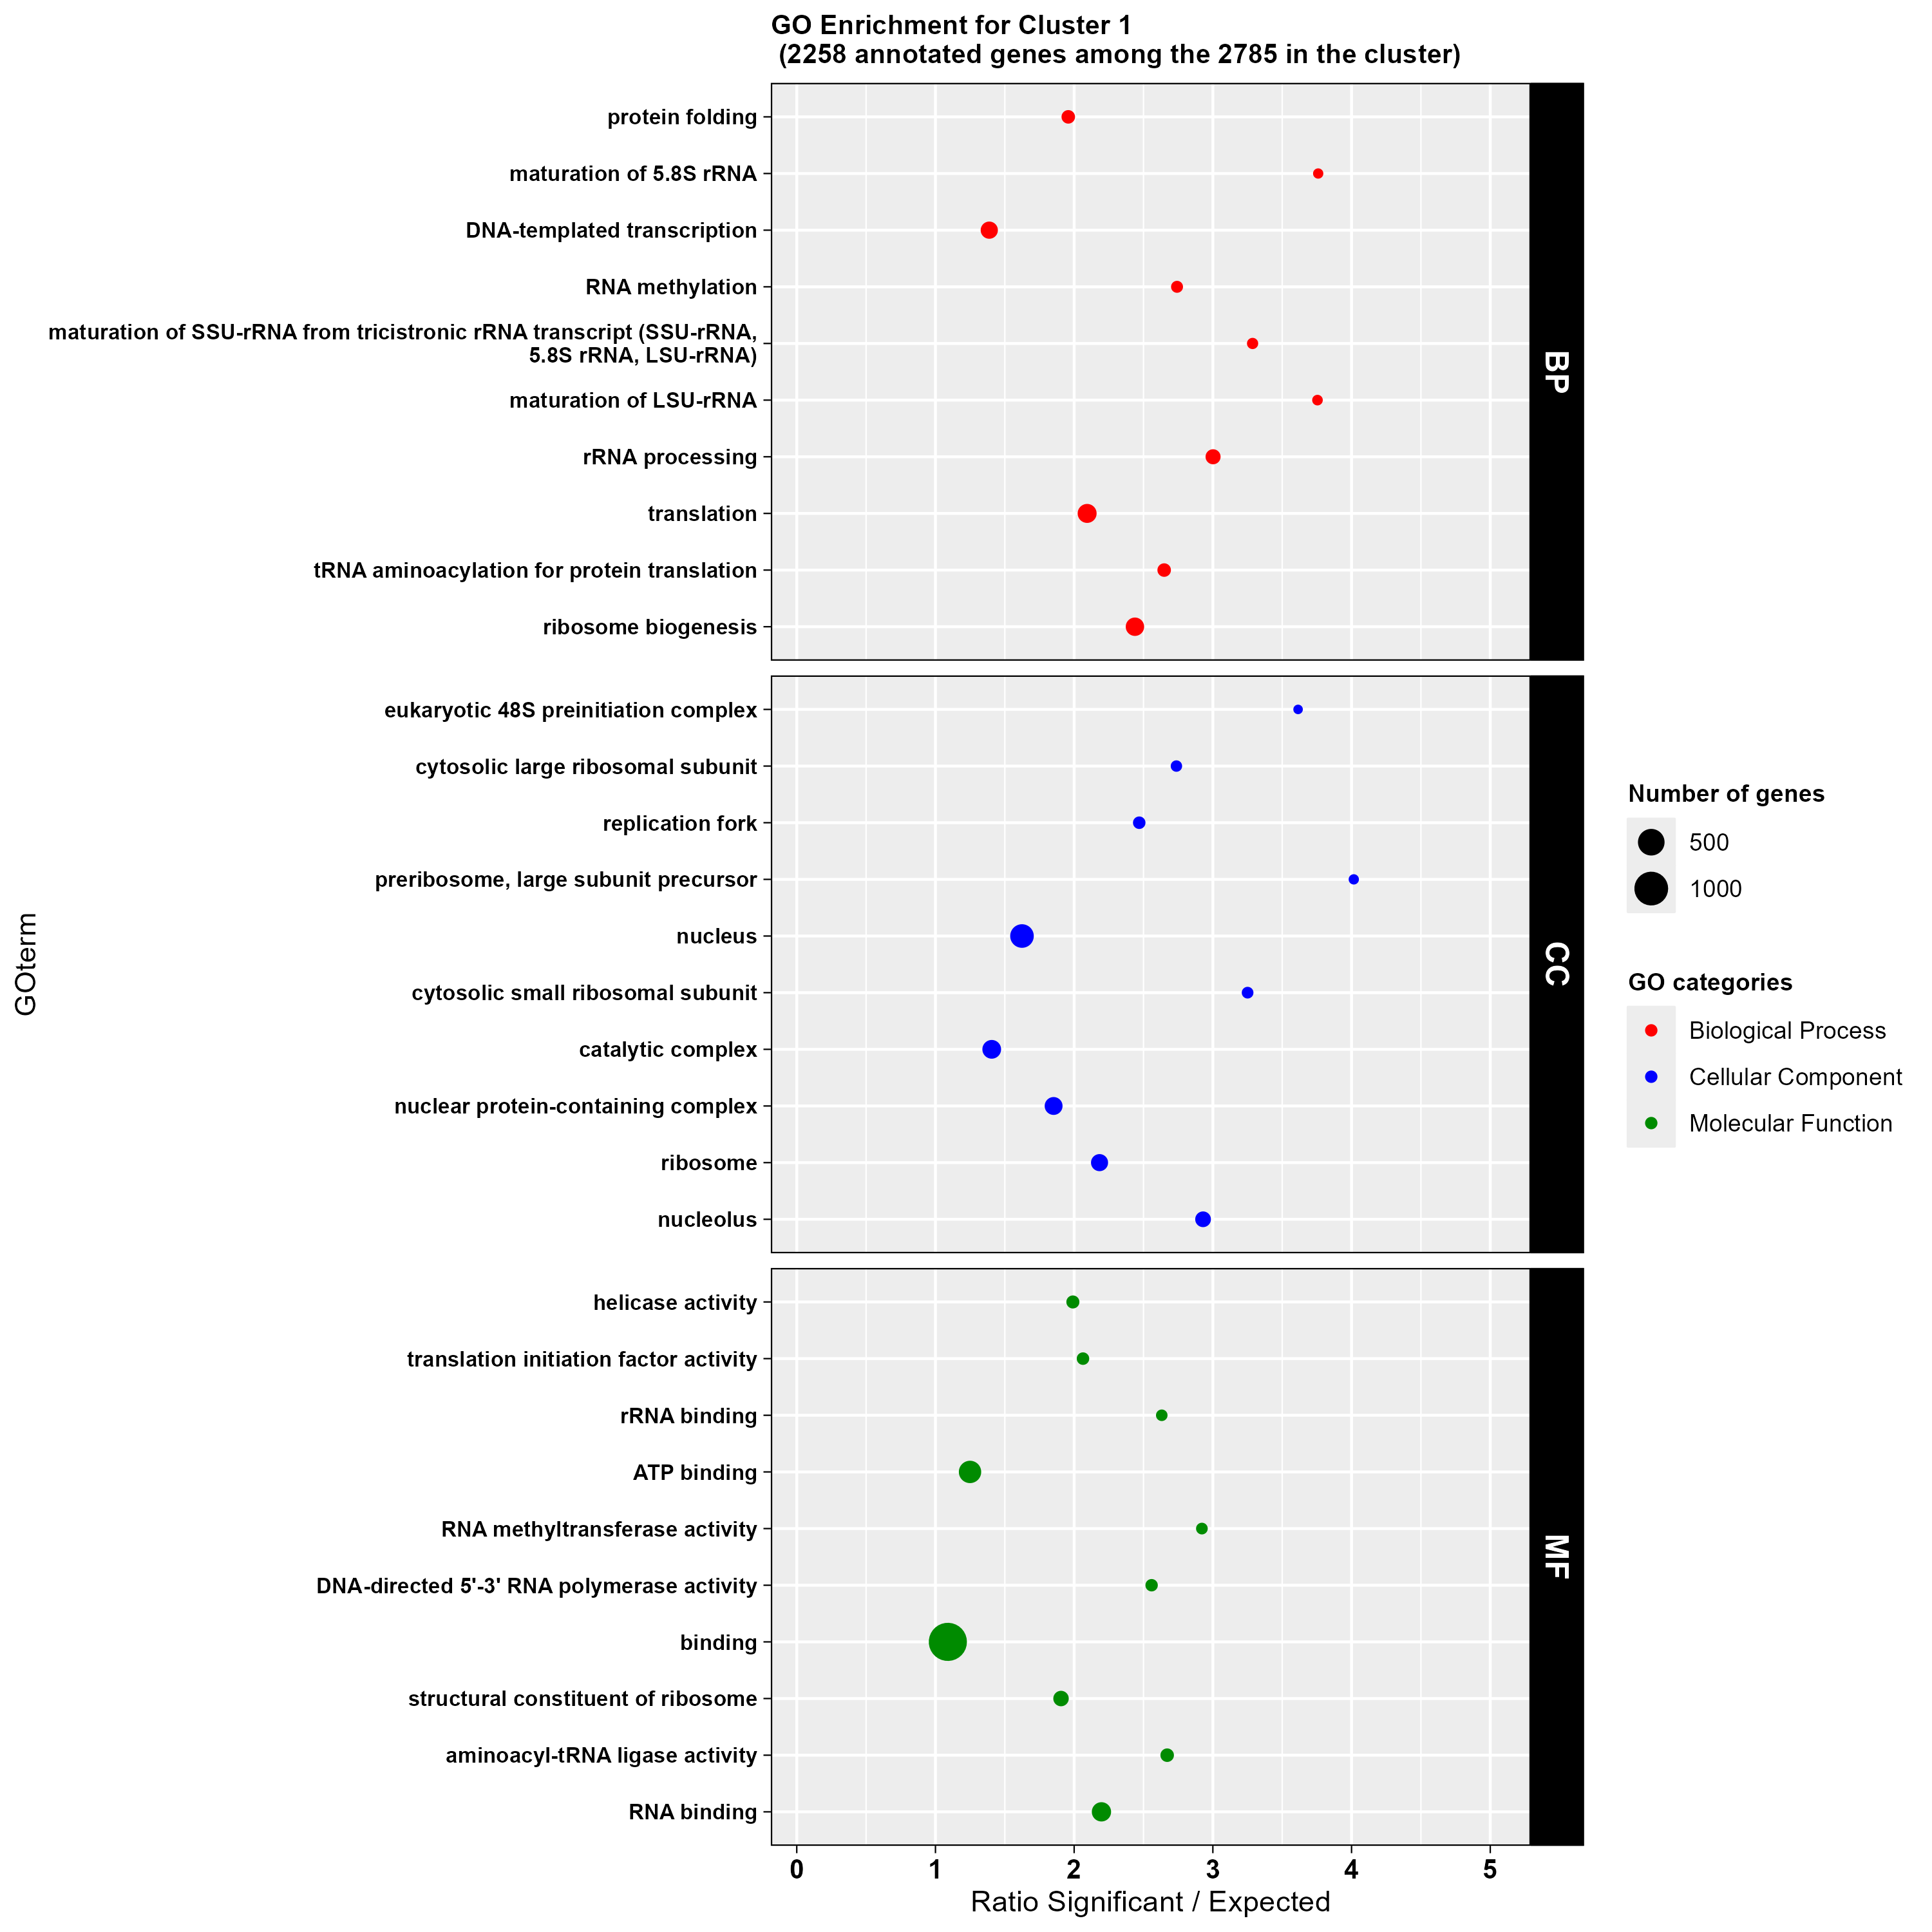 GO Enrichment for Cluster 1
(2258 annotated genes among the 2785 in the cluster)
protein folding
maturation of 5.8S rRNA
DNA-templated transcription
RNA methylation
maturation of SSU-rRNA from tricistronic rRNA transcript (SSU-rRNA,
5.8S rRNA, LSU-rRNA)
maturation of LSU-rRNA
rRNA processing
translation
tRNA aminoacylation for protein translation
ribosome biogenesis
BP
eukaryotic 48S preinitiation complex
cytosolic large ribosomal subunit
replication fork
preribosome, large subunit precursor
nucleus
cytosolic small ribosomal subunit
catalytic complex
nuclear protein-containing complex
ribosome
nucleolus
CC
helicase activity
translation initiation factor activity
rRNA binding
ATP binding
RNA methyltransferase activity
DNA-directed 5'-3' RNA polymerase activity
binding
structural constituent of ribosome
aminoacyl-tRNA ligase activity
RNA binding
MF
0 1 2 3 4 5
Ratio Significant / Expected
GOterm
Number of genes
500
1000
GO categories
Biological Process
Cellular Component
Molecular Function